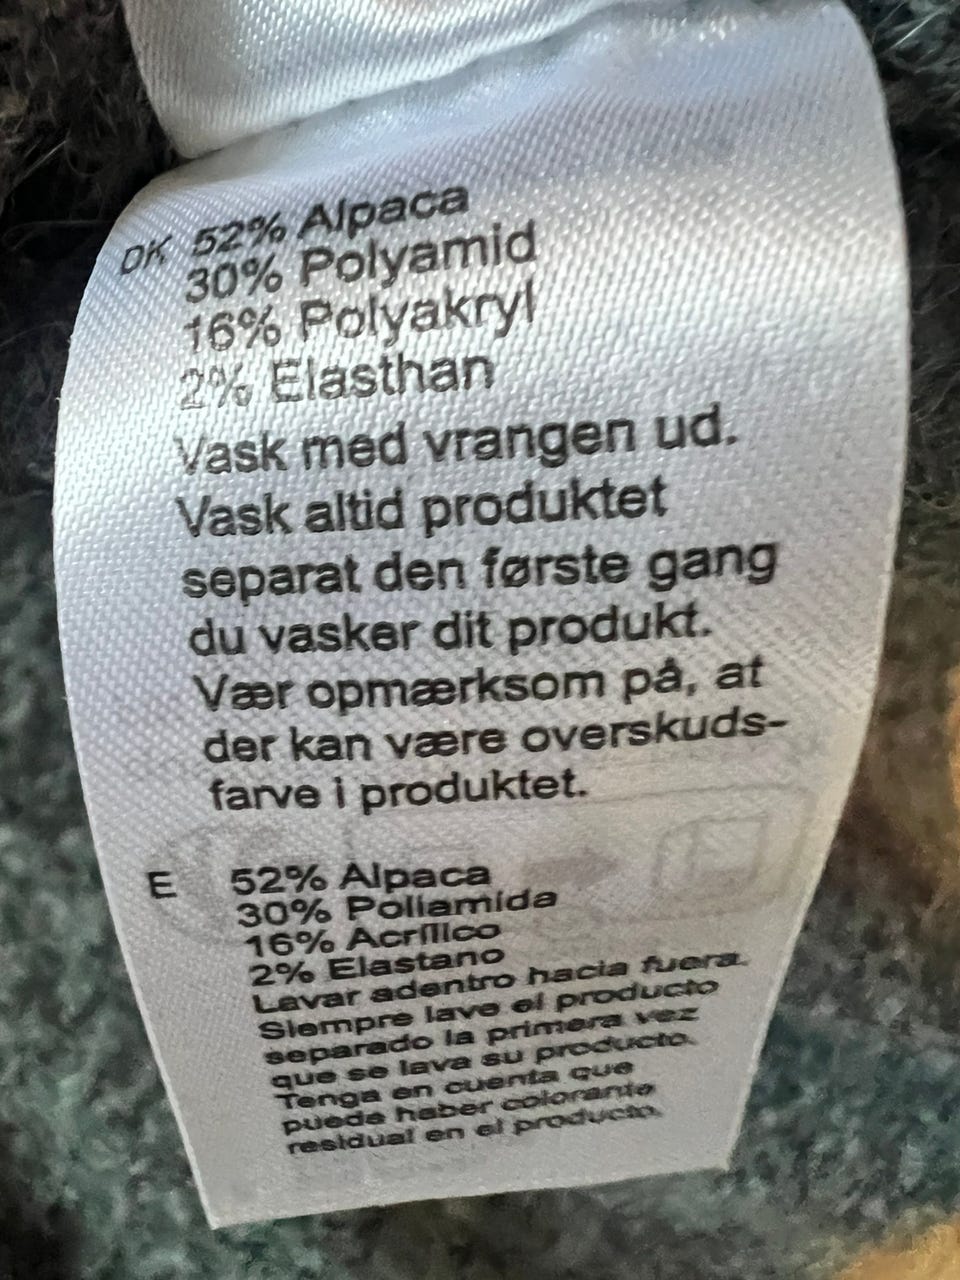 DK 52% Alpaca
30% Polyamid
16% Polyakryl
2% Elasthan
Vask med vrangen ud.
Vask altid produktet
separat den første gang
du vasker dit produkt.
Vær opmærksom på, at
der kan være overskuds-
farve i produktet.
E 52% Alpaca
30% Poliamida
16% Acrílico
2% Elastano
Lavar adentro hacia fuera.
Siempre lave el producto
separado la primera vez
que se lava su producto.
Tenga en cuenta que
puede haber colorante
residual en el producto.